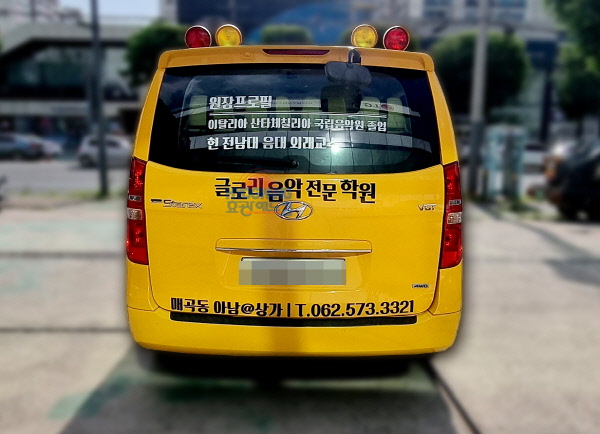 원장프로필
이탈리아 산타체칠리아 국립음악원 졸업
현 전남대 음대 외래교수
글로리음악전문학원
Starex
VGT
4WD
매곡동 아남@상가 | T.062.573.3321